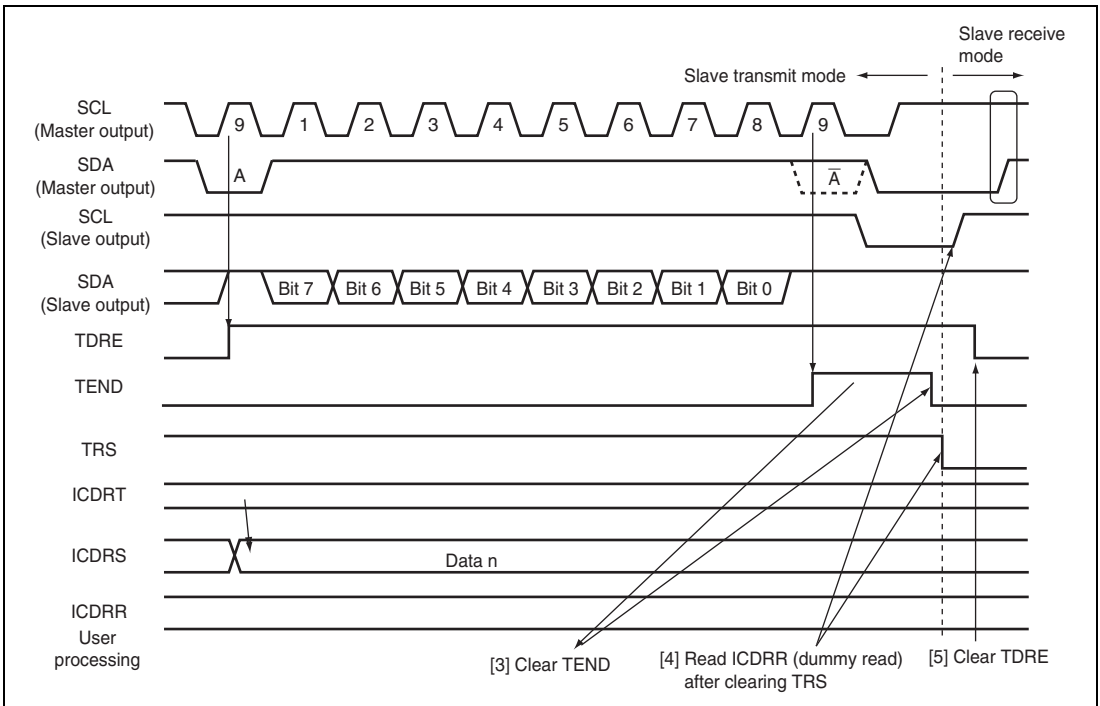 Slave receive
mode
Slave transmit mode
SCL
(Master output)
9 1 2 3 4 5 6 7 8 9
SDA
(Master output)
A A̅
SCL
(Slave output)
SDA
(Slave output)
Bit 7 Bit 6 Bit 5 Bit 4 Bit 3 Bit 2 Bit 1 Bit 0
TDRE
TEND
TRS
ICDRT
ICDRS
Data n
ICDRR
User
processing
[3] Clear TEND
[4] Read ICDRR (dummy read)
after clearing TRS
[5] Clear TDRE